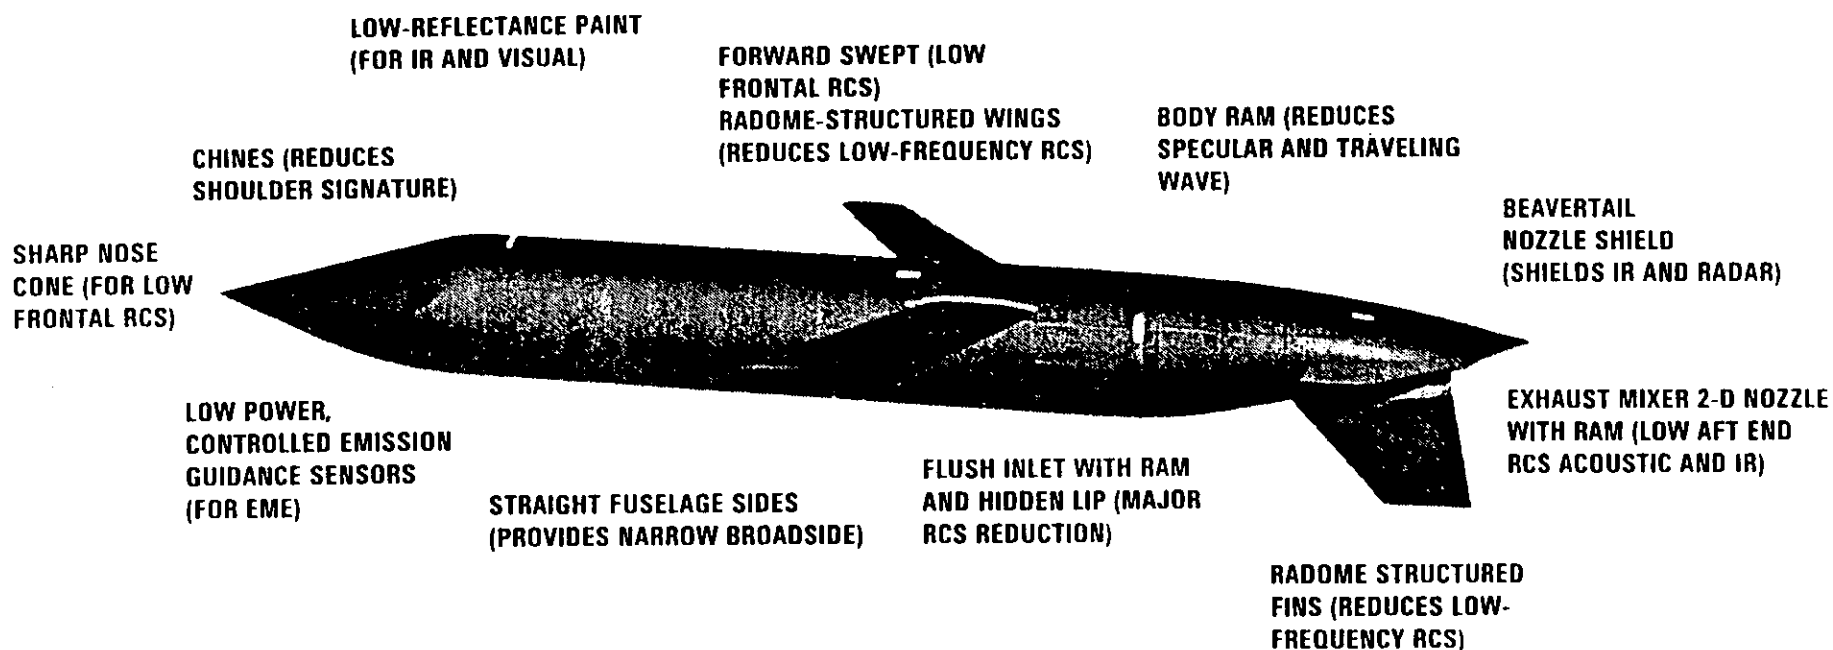 LOW-REFLECTANCE PAINT
(FOR IR AND VISUAL)
FORWARD SWEPT (LOW
FRONTAL RCS)
RADOME-STRUCTURED WINGS
(REDUCES LOW-FREQUENCY RCS)
BODY RAM (REDUCES
SPECULAR AND TRAVELING
WAVE)
CHINES (REDUCES
SHOULDER SIGNATURE)
BEAVERTAIL
NOZZLE SHIELD
(SHIELDS IR AND RADAR)
SHARP NOSE
CONE (FOR LOW
FRONTAL RCS)
LOW POWER,
CONTROLLED EMISSION
GUIDANCE SENSORS
(FOR EME)
STRAIGHT FUSELAGE SIDES
(PROVIDES NARROW BROADSIDE)
FLUSH INLET WITH RAM
AND HIDDEN LIP (MAJOR
RCS REDUCTION)
EXHAUST MIXER 2-D NOZZLE
WITH RAM (LOW AFT END
RCS ACOUSTIC AND IR)
RADOME STRUCTURED
FINS (REDUCES LOW-
FREQUENCY RCS)